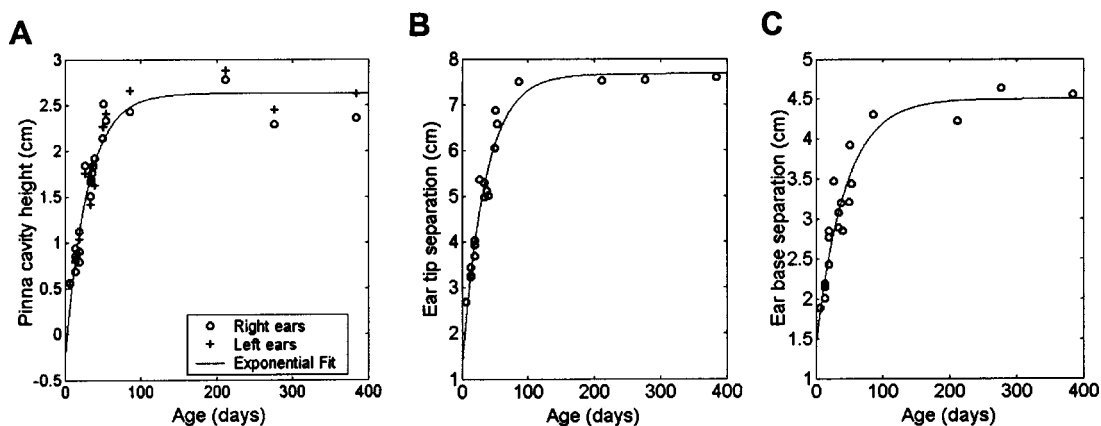 A
Pinna cavity height (cm)
3
2.5
2
1.5
1
0.5
0
-0.5
0 100 200 300 400
Age (days)
Right ears
Left ears
Exponential Fit
B
Ear tip separation (cm)
8
7
6
5
4
3
2
1
0 100 200 300 400
Age (days)
C
Ear base separation (cm)
5
4.5
4
3.5
3
2.5
2
1.5
1
0 100 200 300 400
Age (days)